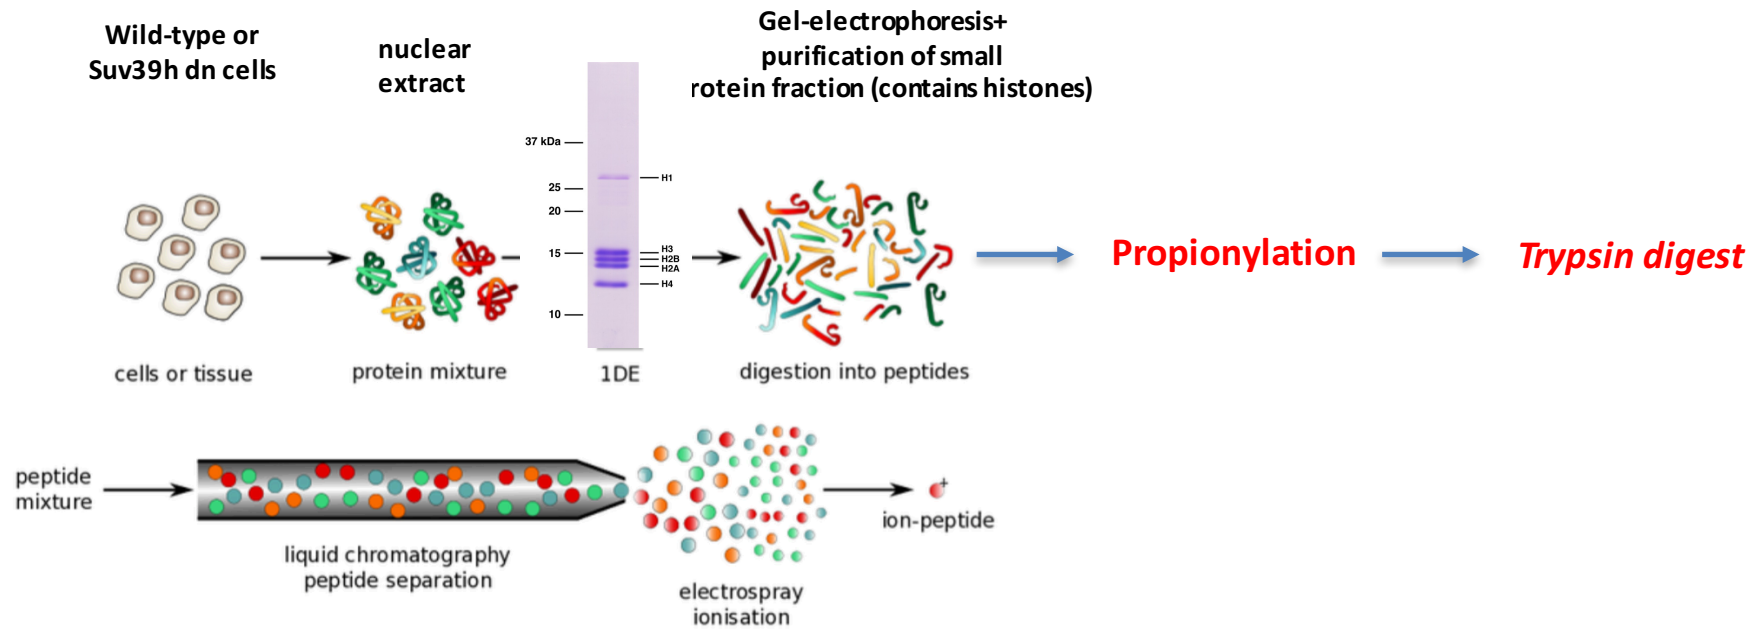 Wild-type or
Suv39h dn cells
nuclear
extract
Gel-electrophoresis+
purification of small
rotein fraction (contains histones)
37 kDa
25
20
15
10
H1
H3
H2B
H2A
H4
Propionylation
Trypsin digest
cells or tissue
protein mixture
1DE
digestion into peptides
peptide
mixture
liquid chromatography
peptide separation
electrospray
ionisation
+
ion-peptide